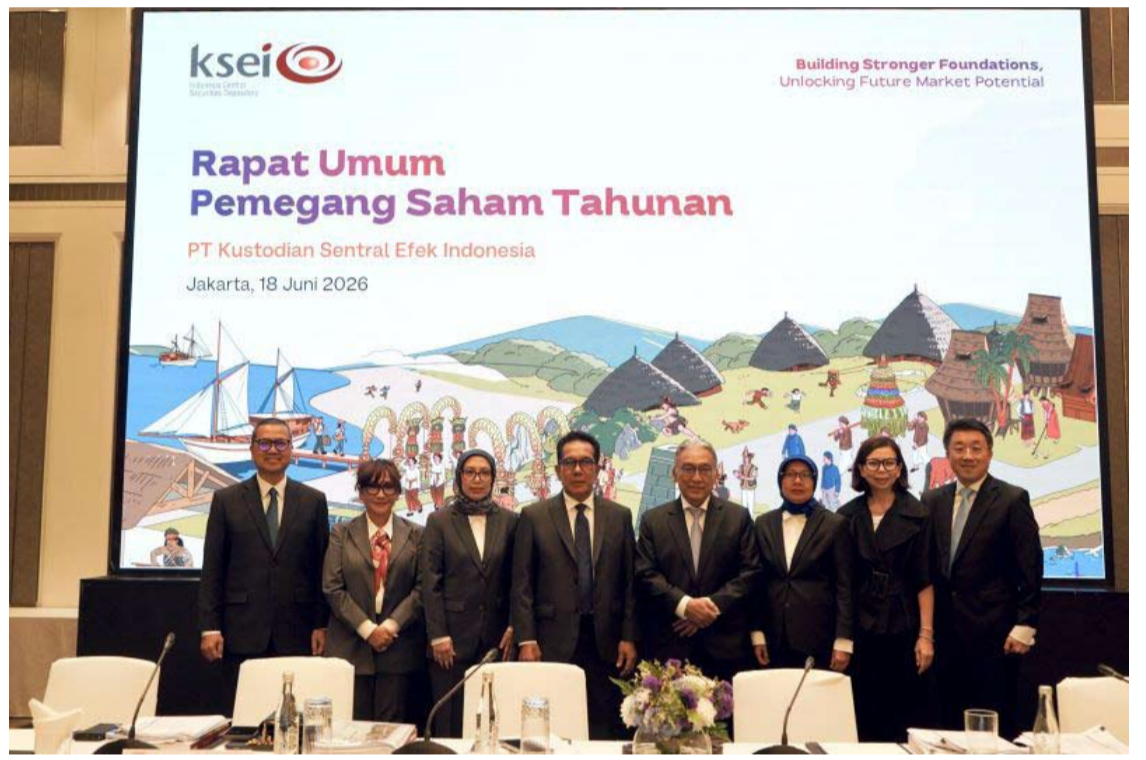 ksei
Indonesia Central
Securities Depository
Building Stronger Foundations,
Unlocking Future Market Potential
Rapat Umum
Pemegang Saham Tahunan
PT Kustodian Sentral Efek Indonesia
Jakarta, 18 Juni 2026